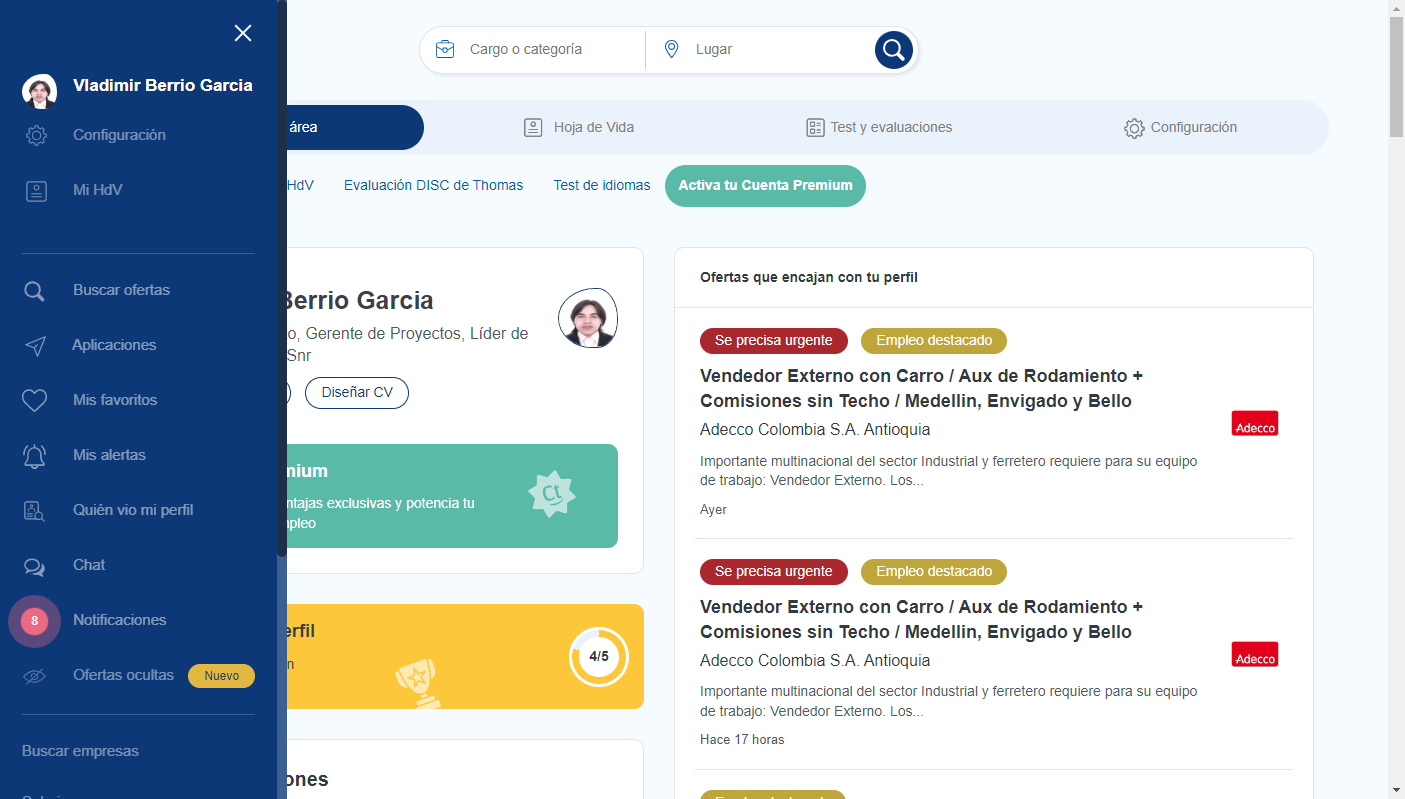 Vladimir Berrio Garcia
Configuración
Mi HdV
Buscar ofertas
Aplicaciones
Mis favoritos
Mis alertas
Quién vio mi perfil
Chat
8
Notificaciones
Ofertas ocultas
Nuevo
Buscar empresas
Cargo o categoría
Lugar
área
Hoja de Vida
Test y evaluaciones
Configuración
HdV
Evaluación DISC de Thomas
Test de idiomas
Activa tu Cuenta Premium
Berrio Garcia
o, Gerente de Proyectos, Líder de
Snr
Diseñar CV
mium
ntajas exclusivas y potencia tu
pleo
Ct
erfil
n
4/5
ones
Ofertas que encajan con tu perfil
Se precisa urgente
Empleo destacado
Vendedor Externo con Carro / Aux de Rodamiento +
Comisiones sin Techo / Medellin, Envigado y Bello
Adecco Colombia S.A. Antioquia
Adecco
Importante multinacional del sector Industrial y ferretero requiere para su equipo
de trabajo: Vendedor Externo. Los...
Ayer
Se precisa urgente
Empleo destacado
Vendedor Externo con Carro / Aux de Rodamiento +
Comisiones sin Techo / Medellin, Envigado y Bello
Adecco Colombia S.A. Antioquia
Adecco
Importante multinacional del sector Industrial y ferretero requiere para su equipo
de trabajo: Vendedor Externo. Los...
Hace 17 horas